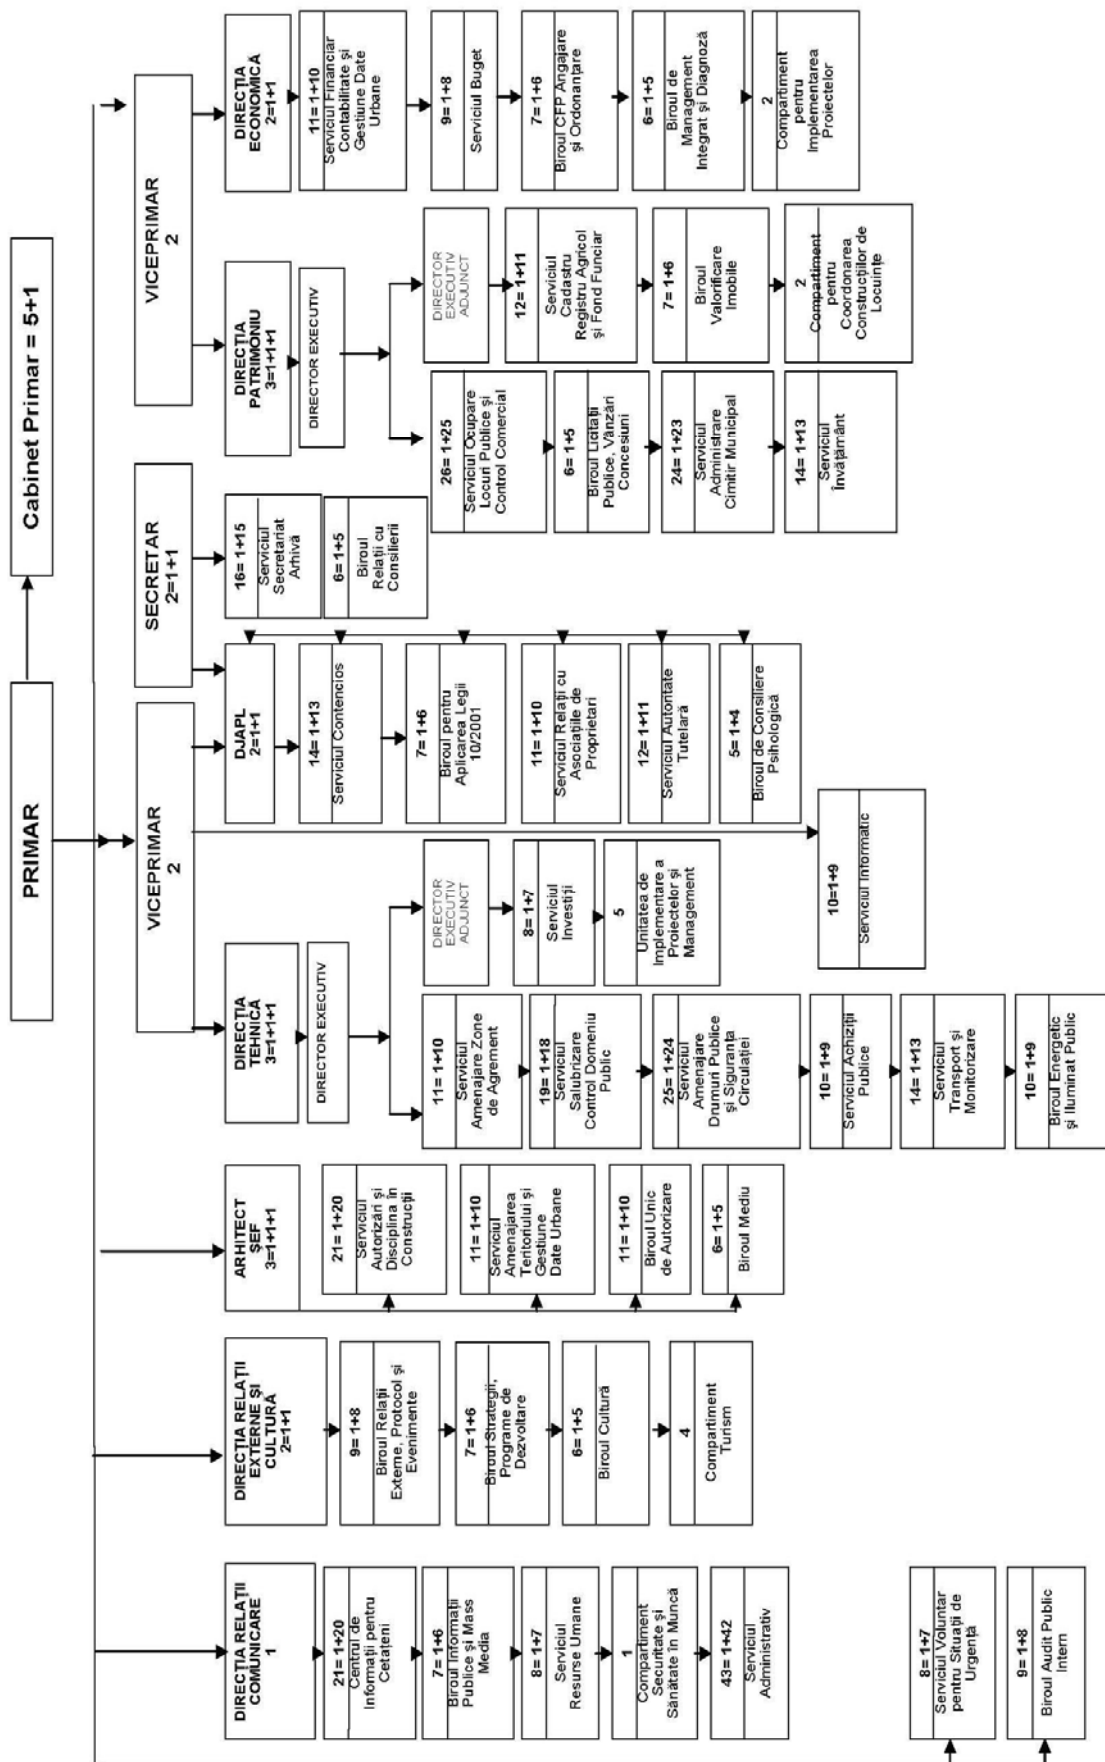 PRIMAR
Cabinet Primar = 5+1
VICEPRIMAR
2
SECRETAR
2=1+1
VICEPRIMAR
2
DIRECȚIA RELAȚII
COMUNICARE
1
21= 1+20
Centrul de
Informații pentru
Cetațeni
7= 1+6
Biroul Informații
Publice și Mass
Media
8= 1+7
Serviciul
Resurse Umane
1
Compartiment
Securitate și
Sănătate în Muncă
43= 1+42
Serviciul
Administrativ
8= 1+7
Serviciul Voluntar
pentru Situații de
Urgență
9= 1+8
Biroul Audit Public
Intern
DIRECȚIA RELAȚII
EXTERNE ȘI
CULTURĂ
2=1+1
9= 1+8
Biroul Relații
Externe, Protocol și
Evenimente
7= 1+6
Biroul Strategii,
Programe de
Dezvoltare
6= 1+5
Biroul Cultură
4
Compartiment
Turism
ARHITECT
ȘEF
3=1+1+1
21= 1+20
Serviciul
Autorizări și
Disciplina în
Construcții
11= 1+10
Serviciul
Amenajarea
Teritoriului și
Gestiune
Date Urbane
11= 1+10
Biroul Unic
de Autorizare
6= 1+5
Biroul Mediu
DIRECȚIA
TEHNICĂ
3=1+1+1
DIRECTOR EXECUTIV
11= 1+10
Serviciul
Amenajare Zone
de Agrement
19= 1+18
Serviciul
Salubrizare
Control Domeniu
Public
25= 1+24
Serviciul
Amenajare
Drumuri Publice
și Siguranța
Circulației
10= 1+9
Serviciul Achiziții
Publice
14= 1+13
Serviciul
Transport și
Monitorizare
10= 1+9
Biroul Energetic
și Iluminat Public
DIRECTOR
EXECUTIV
ADJUNCT
8= 1+7
Serviciul
Investiții
5
Unitatea de
Implementare a
Proiectelor și
Management
10=1+9
Serviciul Informatic
DJAPL
2=1+1
14= 1+13
Serviciul Contencios
7= 1+6
Biroul pentru
Aplicarea Legii
10/2001
11= 1+10
Serviciul Relații cu
Asociațiile de
Proprietari
12= 1+11
Serviciul Autoritate
Tutelară
5= 1+4
Biroul de Consiliere
Psihologică
16= 1+15
Serviciul
Secretariat
Arhivă
6= 1+5
Biroul
Relații cu
Consilierii
DIRECȚIA
PATRIMONIU
3=1+1+1
DIRECTOR EXECUTIV
26= 1+25
Serviciul Ocupare
Locuri Publice și
Control Comercial
6= 1+5
Biroul Licitații
Publice, Vânzări
Concesiuni
24= 1+23
Serviciul
Administrare
Cimitir Municipal
14= 1+13
Serviciul
Învățământ
DIRECTOR
EXECUTIV
ADJUNCT
12= 1+11
Serviciul
Cadastru
Registru Agricol
și Fond Funciar
7= 1+6
Biroul
Valorificare
Imobile
2
Compartiment
pentru
Coordonarea
Construcțiilor de
Locuințe
DIRECȚIA
ECONOMICĂ
2=1+1
11= 1+10
Serviciul Financiar
Contabilitate și
Gestiune Date
Urbane
9= 1+8
Serviciul Buget
7= 1+6
Biroul CFP Angajare
și Ordonanțare
6= 1+5
Biroul de
Management
Integrat și Diagnoză
2
Compartiment
pentru
Implementarea
Proiectelor